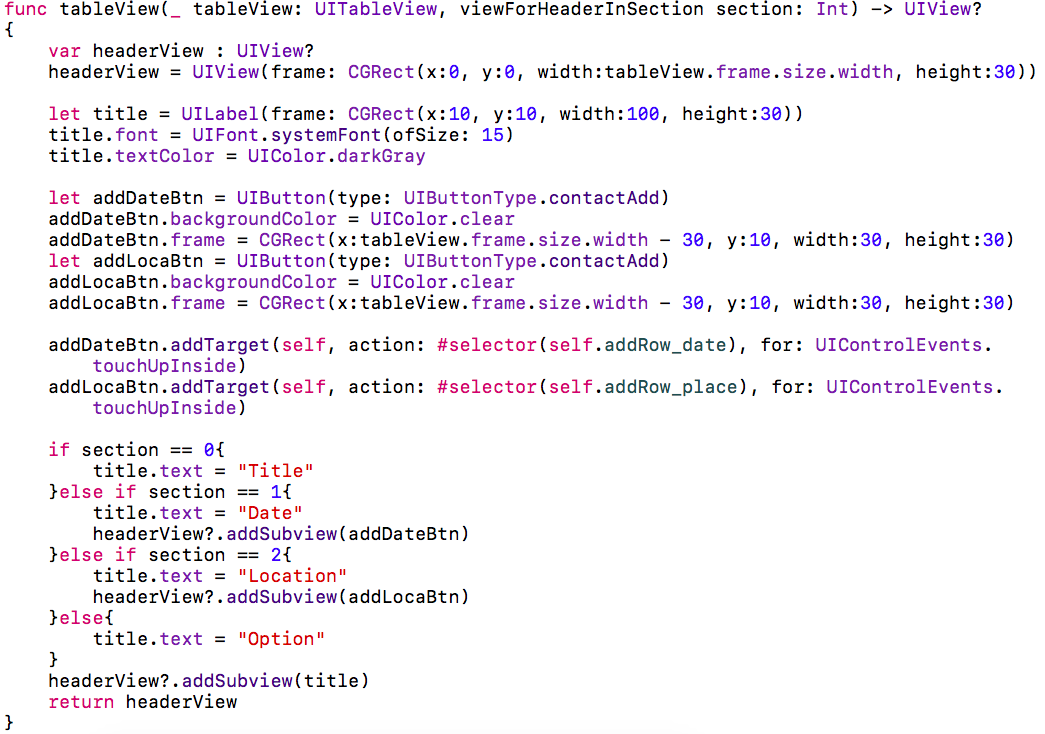 func tableView(_ tableView: UITableView, viewForHeaderInSection section: Int) -> UIView?
{
    var headerView : UIView?
    headerView = UIView(frame: CGRect(x:0, y:0, width:tableView.frame.size.width, height:30))

    let title = UILabel(frame: CGRect(x:10, y:10, width:100, height:30))
    title.font = UIFont.systemFont(ofSize: 15)
    title.textColor = UIColor.darkGray

    let addDateBtn = UIButton(type: UIButtonType.contactAdd)
    addDateBtn.backgroundColor = UIColor.clear
    addDateBtn.frame = CGRect(x:tableView.frame.size.width - 30, y:10, width:30, height:30)
    let addLocaBtn = UIButton(type: UIButtonType.contactAdd)
    addLocaBtn.backgroundColor = UIColor.clear
    addLocaBtn.frame = CGRect(x:tableView.frame.size.width - 30, y:10, width:30, height:30)

    addDateBtn.addTarget(self, action: #selector(self.addRow_date), for: UIControlEvents.
        touchUpInside)
    addLocaBtn.addTarget(self, action: #selector(self.addRow_place), for: UIControlEvents.
        touchUpInside)

    if section == 0{
        title.text = "Title"
    }else if section == 1{
        title.text = "Date"
        headerView?.addSubview(addDateBtn)
    }else if section == 2{
        title.text = "Location"
        headerView?.addSubview(addLocaBtn)
    }else{
        title.text = "Option"
    }
    headerView?.addSubview(title)
    return headerView
}